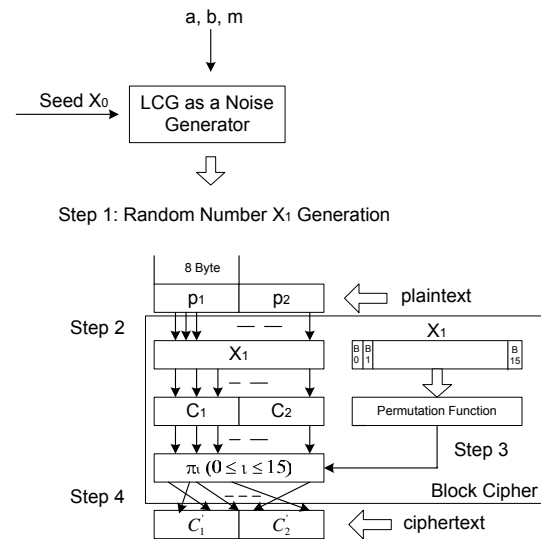 a, b, m
Seed X₀
LCG as a Noise
Generator
Step 1: Random Number X₁ Generation
8 Byte
p₁ p₂
plaintext
Step 2
X₁
X₁
B
0
B
1
B
15
C₁ C₂
Permutation Function
Step 3
πι (0 ≤ ι ≤ 15)
Step 4
Block Cipher
C₁' C₂'
ciphertext